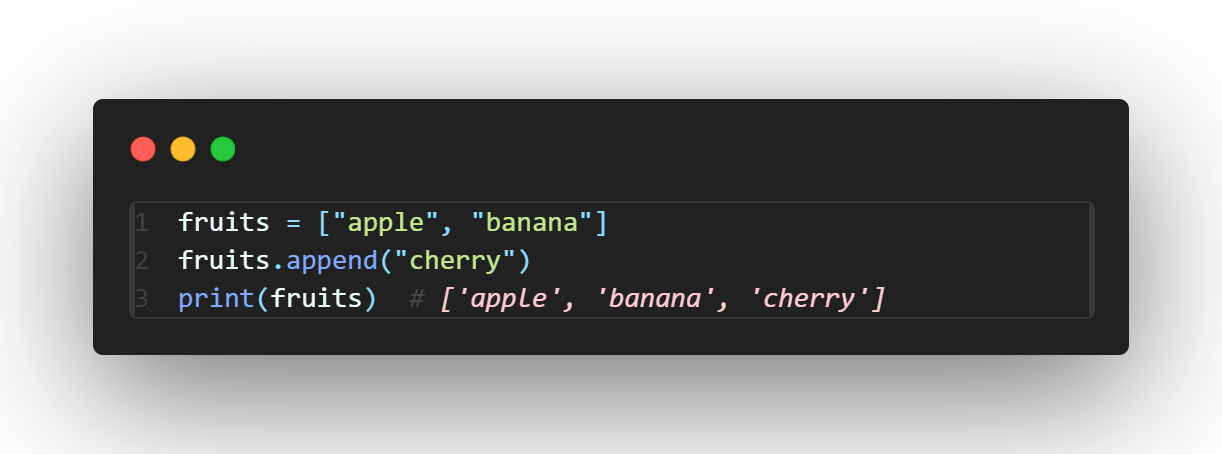 1 fruits = ["apple", "banana"]
2 fruits.append("cherry")
3 print(fruits)  # ['apple', 'banana', 'cherry']